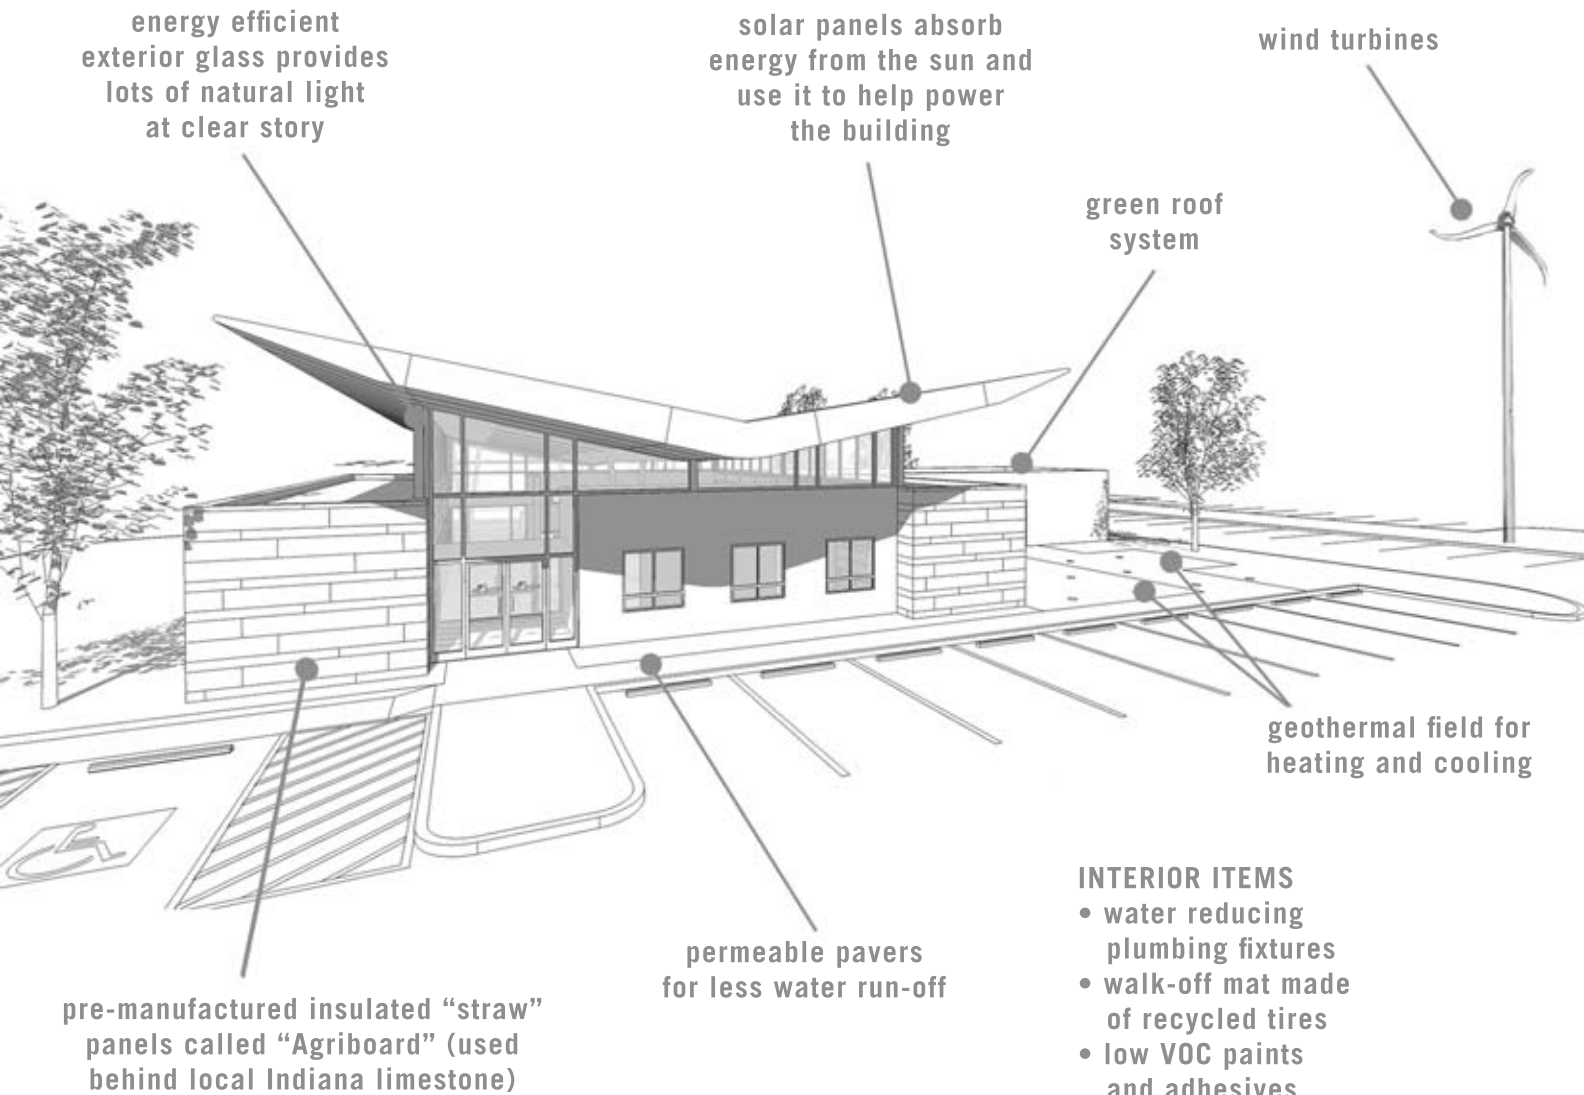 energy efficient
exterior glass provides
lots of natural light
at clear story
solar panels absorb
energy from the sun and
use it to help power
the building
wind turbines
green roof
system
geothermal field for
heating and cooling
permeable pavers
for less water run-off
pre-manufactured insulated “straw”
panels called “Agriboard” (used
behind local Indiana limestone)
INTERIOR ITEMS
• water reducing
plumbing fixtures
• walk-off mat made
of recycled tires
• low VOC paints
and adhesives